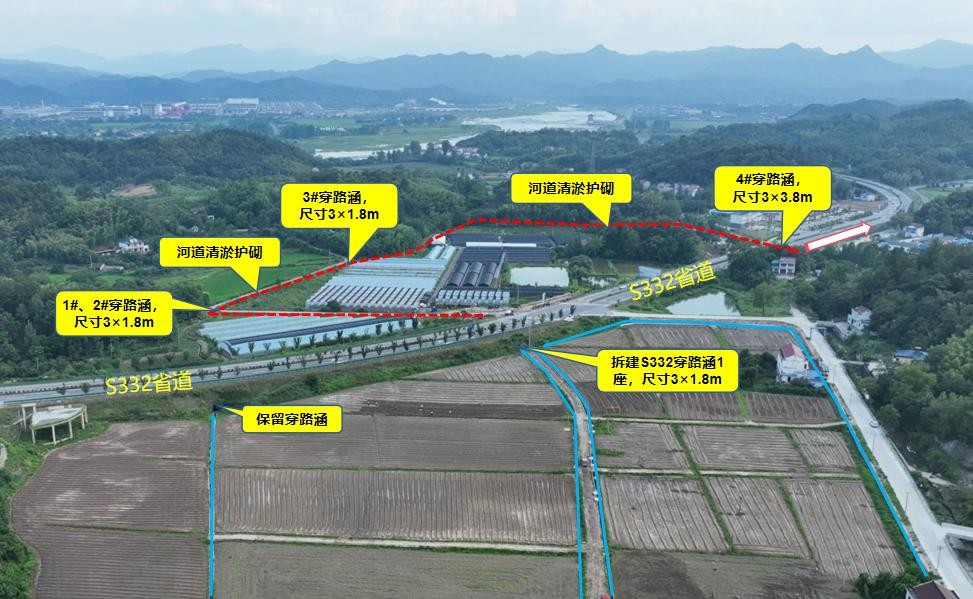 4#穿路涵，
尺寸3×3.8m
河道清淤护砌
3#穿路涵，
尺寸3×1.8m
河道清淤护砌
1#、2#穿路涵，
尺寸3×1.8m
S332省道
拆建S332穿路涵1
座，尺寸3×1.8m
S332省道
保留穿路涵